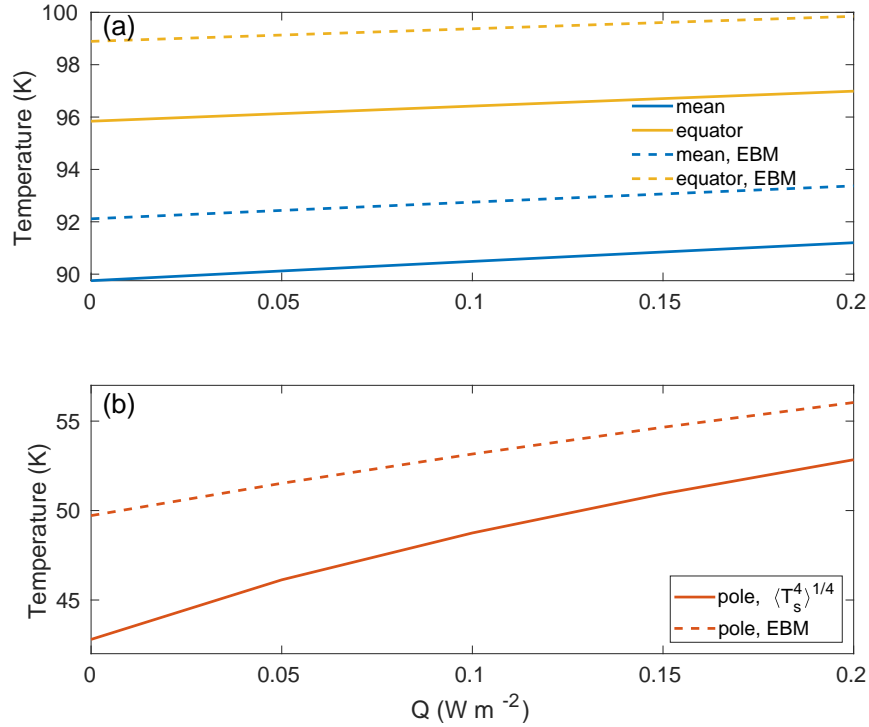 (a)
100
98
96
94
92
90
Temperature (K)
mean
equator
mean, EBM
equator, EBM
0
0.05
0.1
0.15
0.2
(b)
55
50
45
Temperature (K)
pole, ⟨T_s^4⟩^1/4
pole, EBM
0
0.05
0.1
0.15
0.2
Q (W m^-2)